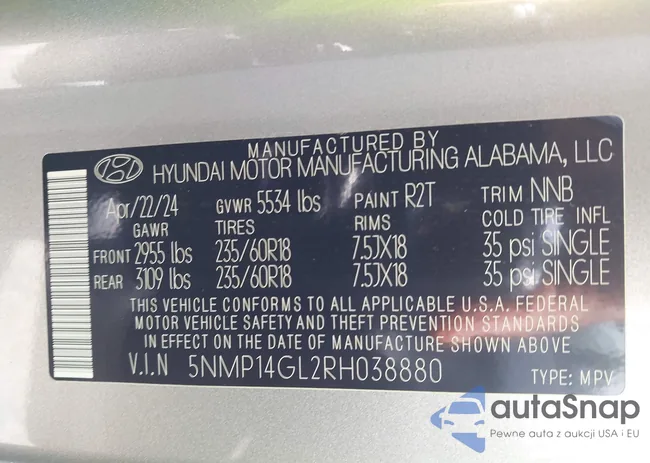 MANUFACTURED BY
HYUNDAI MOTOR MANUFACTURING ALABAMA, LLC
Apr/22/24 GVWR 5534 lbs PAINT R2T TRIM NNB
GAWR TIRES RIMS COLD TIRE INFL
FRONT 2955 lbs 235/60R18 7.5JX18 35 psi SINGLE
REAR 3109 lbs 235/60R18 7.5JX18 35 psi SINGLE
THIS VEHICLE CONFORMS TO ALL APPLICABLE U.S.A. FEDERAL
MOTOR VEHICLE SAFETY AND THEFT PREVENTION STANDARDS
IN EFFECT ON THE DATE OF MANUFACTURE SHOWN ABOVE.
V.I.N 5NMP14GL2RH038880 TYPE: MPV
autaSnap
Pewne auta z aukcji USA i EU